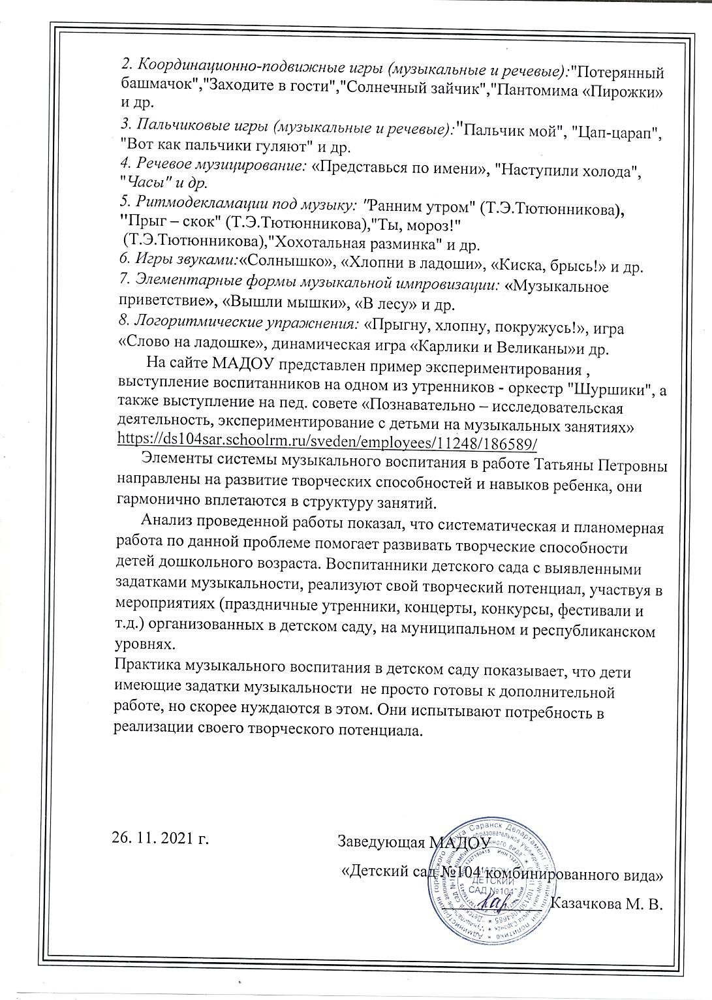 2. Координационно-подвижные игры (музыкальные и речевые):"Потерянный
башмачок","Заходите в гости","Солнечный зайчик","Пантомима «Пирожки»
и др.
3. Пальчиковые игры (музыкальные и речевые):"Пальчик мой", "Цап-царап",
"Вот как пальчики гуляют" и др.
4. Речевое музицирование: «Представься по имени», "Наступили холода",
"Часы" и др.
5. Ритмодекламации под музыку: "Ранним утром" (Т.Э.Тютюнникова),
"Прыг – скок" (Т.Э.Тютюнникова),"Ты, мороз!"
(Т.Э.Тютюнникова),"Хохотальная разминка" и др.
6. Игры звуками:«Солнышко», «Хлопни в ладоши», «Киска, брысь!» и др.
7. Элементарные формы музыкальной импровизации: «Музыкальное
приветствие», «Вышли мышки», «В лесу» и др.
8. Логоритмические упражнения: «Прыгну, хлопну, покружусь!», игра
«Слово на ладошке», динамическая игра «Карлики и Великаны»и др.
На сайте МАДОУ представлен пример экспериментирования ,
выступление воспитанников на одном из утренников - оркестр "Шуршики", а
также выступление на пед. совете «Познавательно – исследовательская
деятельность, экспериментирование с детьми на музыкальных занятиях»
https://ds104sar.schoolrm.ru/sveden/employees/11248/186589/
Элементы системы музыкального воспитания в работе Татьяны Петровны
направлены на развитие творческих способностей и навыков ребенка, они
гармонично вплетаются в структуру занятий.
Анализ проведенной работы показал, что систематическая и планомерная
работа по данной проблеме помогает развивать творческие способности
детей дошкольного возраста. Воспитанники детского сада с выявленными
задатками музыкальности, реализуют свой творческий потенциал, участвуя в
мероприятиях (праздничные утренники, концерты, конкурсы, фестивали и
т.д.) организованных в детском саду, на муниципальном и республиканском
уровнях.
Практика музыкального воспитания в детском саду показывает, что дети
имеющие задатки музыкальности не просто готовы к дополнительной
работе, но скорее нуждаются в этом. Они испытывают потребность в
реализации своего творческого потенциала.
26. 11. 2021 г.
Заведующая МАДОУ
«Детский сад №104 комбинированного вида»
Казачкова М. В.
МАДОУ
"ДЕТСКИЙ
САД №104"